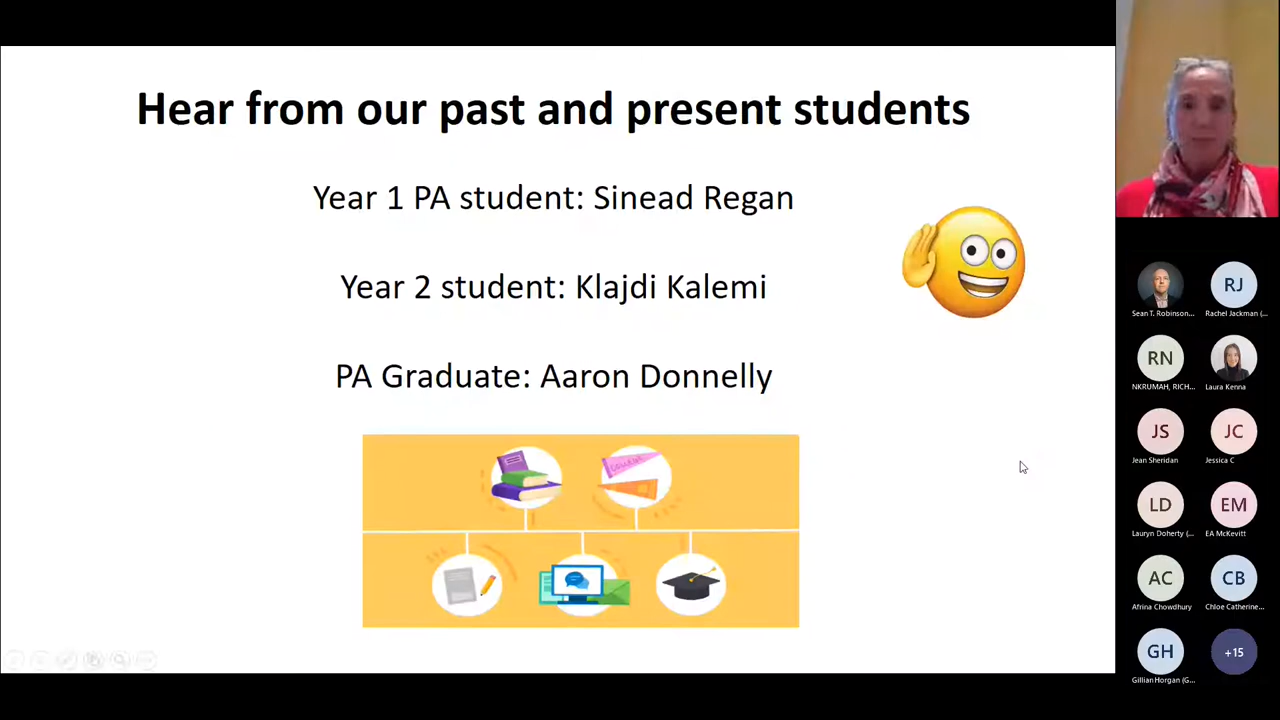 Hear from our past and present students
Year 1 PA student: Sinead Regan
Year 2 student: Klajdi Kalemi
PA Graduate: Aaron Donnelly
Sean T. Robinson...
RJ
Rachel Jackman (...
RN
NKRUMAH, RICH...
Laura Kenna
JS
Jean Sheridan
JC
Jessica C
LD
Lauryn Doherty (...
EM
EA McKevitt
AC
Afrina Chowdhury
CB
Chloe Catherine...
GH
Gillian Horgan (G...
+15